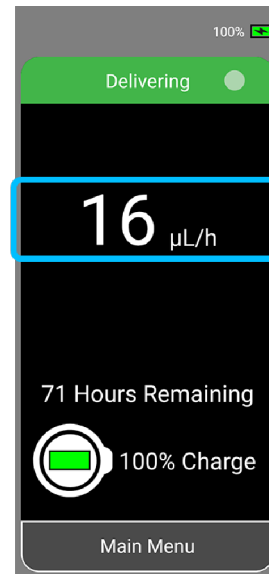 100%
Delivering
16 µL/h
71 Hours Remaining
100% Charge
Main Menu